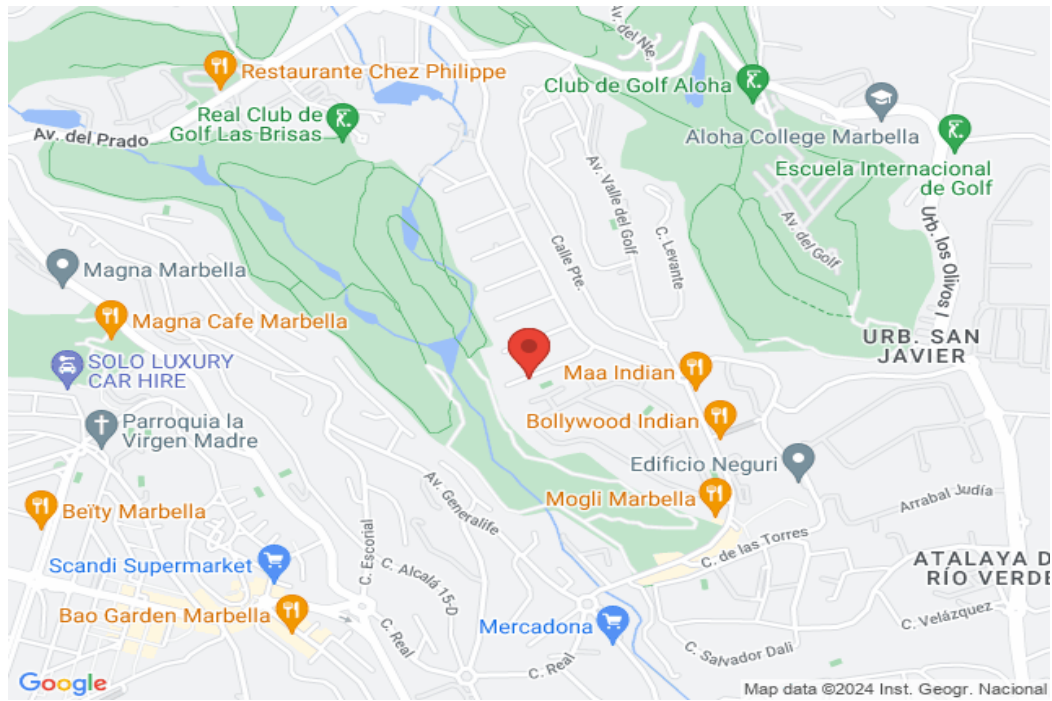 Av. del Nte.
Restaurante Chez Philippe
Club de Golf Aloha
Real Club de
Golf Las Brisas
Av. del Prado
Aloha College Marbella
Escuela Internacional
de Golf
Av. Valle del Golf
C. Levante
Av. del Golf
Urb. los Olivos I
Calle Pte.
Magna Marbella
Magna Cafe Marbella
URB. SAN
JAVIER
SOLO LUXURY
CAR HIRE
Maa Indian
Parroquia la
Virgen Madre
Bollywood Indian
Edificio Neguri
Av. Generalife
Mogli Marbella
Arrabal Judía
Beïty Marbella
C. Escorial
C. de las Torres
Scandi Supermarket
C. Alcalá 15-D
ATALAYA D
RÍO VERDE
Bao Garden Marbella
C. Velázquez
Mercadona
C. Real
C. Real
C. Salvador Dali
Google
Map data ©2024 Inst. Geogr. Nacional